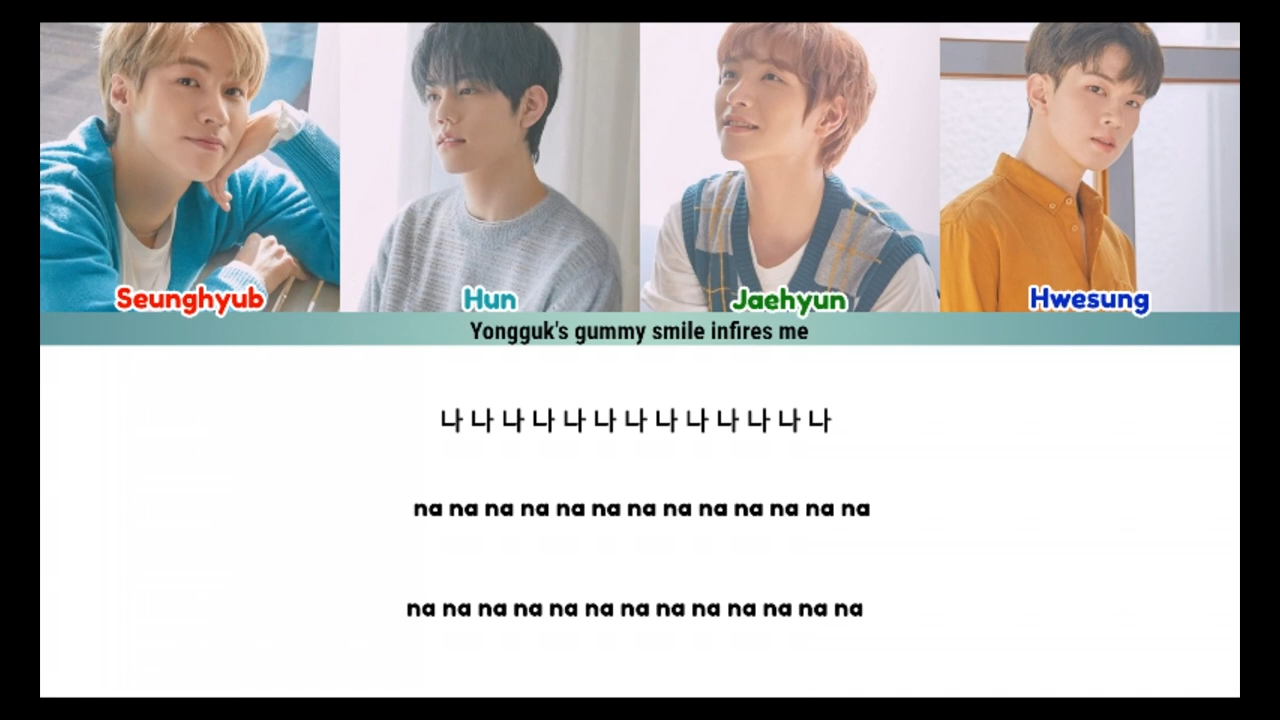 Seunghyub
Hun
Jaehyun
Hwesung
Yongguk's gummy smile infires me
나 나 나 나 나 나 나 나 나 나 나 나 나
na na na na na na na na na na na na na
na na na na na na na na na na na na na